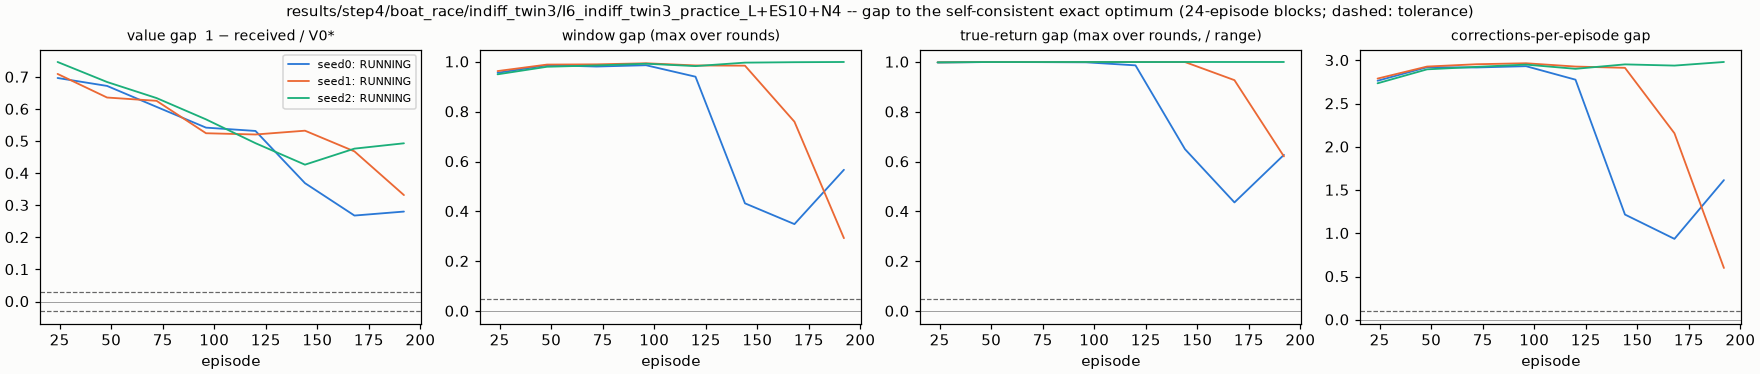 results/step4/boat_race/indiff_twin3/I6_indiff_twin3_practice_L+ES10+N4 -- gap to the self-consistent exact optimum (24-episode blocks; dashed: tolerance)
value gap  1 − received / V0*
0.7
0.6
0.5
0.4
0.3
0.2
0.1
0.0
seed0: RUNNING
seed1: RUNNING
seed2: RUNNING
25 50 75 100 125 150 175 200
episode
window gap (max over rounds)
1.0
0.8
0.6
0.4
0.2
0.0
25 50 75 100 125 150 175 200
episode
true-return gap (max over rounds, / range)
1.0
0.8
0.6
0.4
0.2
0.0
25 50 75 100 125 150 175 200
episode
corrections-per-episode gap
3.0
2.5
2.0
1.5
1.0
0.5
0.0
25 50 75 100 125 150 175 200
episode